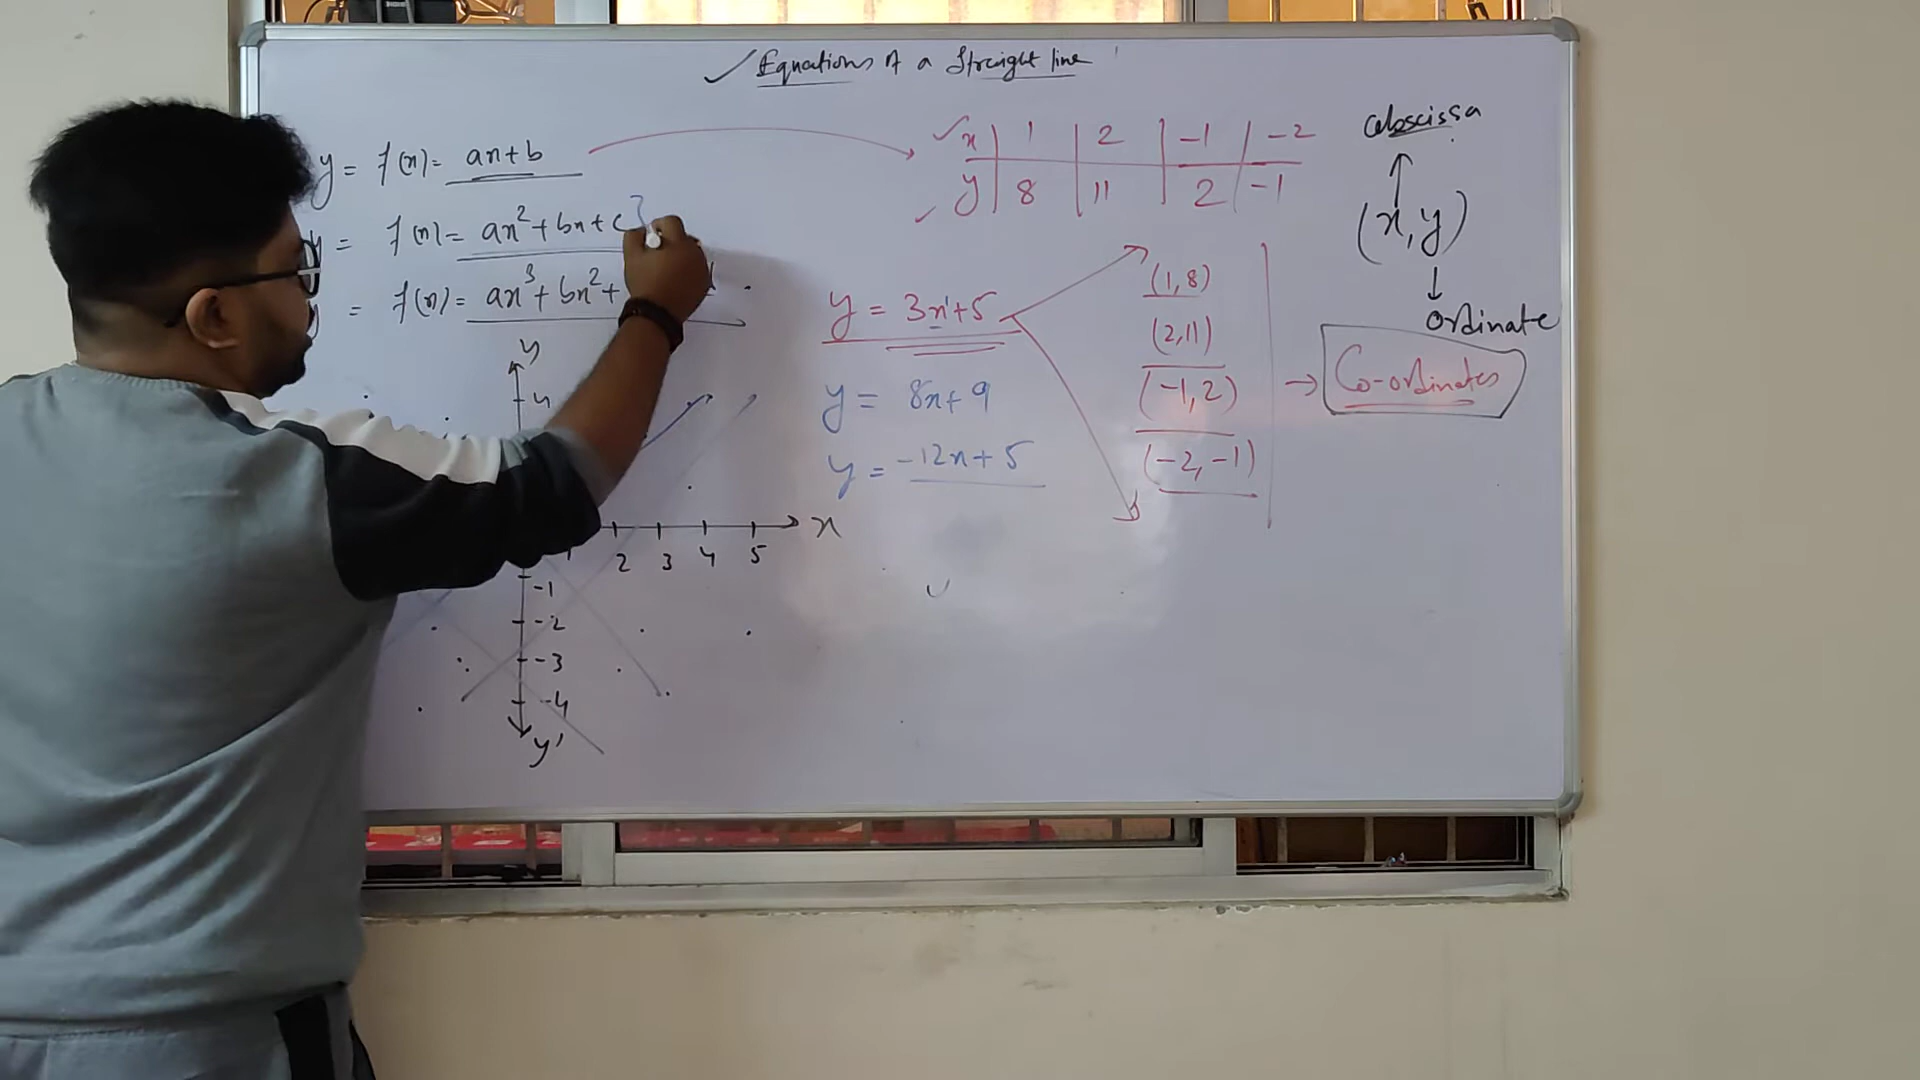 ✓ Equations of a Straight line
y = f(x) = ax+b
y = f(x) = ax² + bx + c }
y = f(x) = ax³ + bx² +
✓ x | 1 | 2 | -1 | -2
✓ y | 8 | 11 | 2 | -1
abscissa
(x,y)
ordinate
y = 3x¹+5
y = 8x+9
y = -12x+5
(1,8)
(2,11)
(-1,2)
(-2,-1)
→ Co-ordinates
y
4
x
2 3 4 5
-1
-2
-3
-4
y'